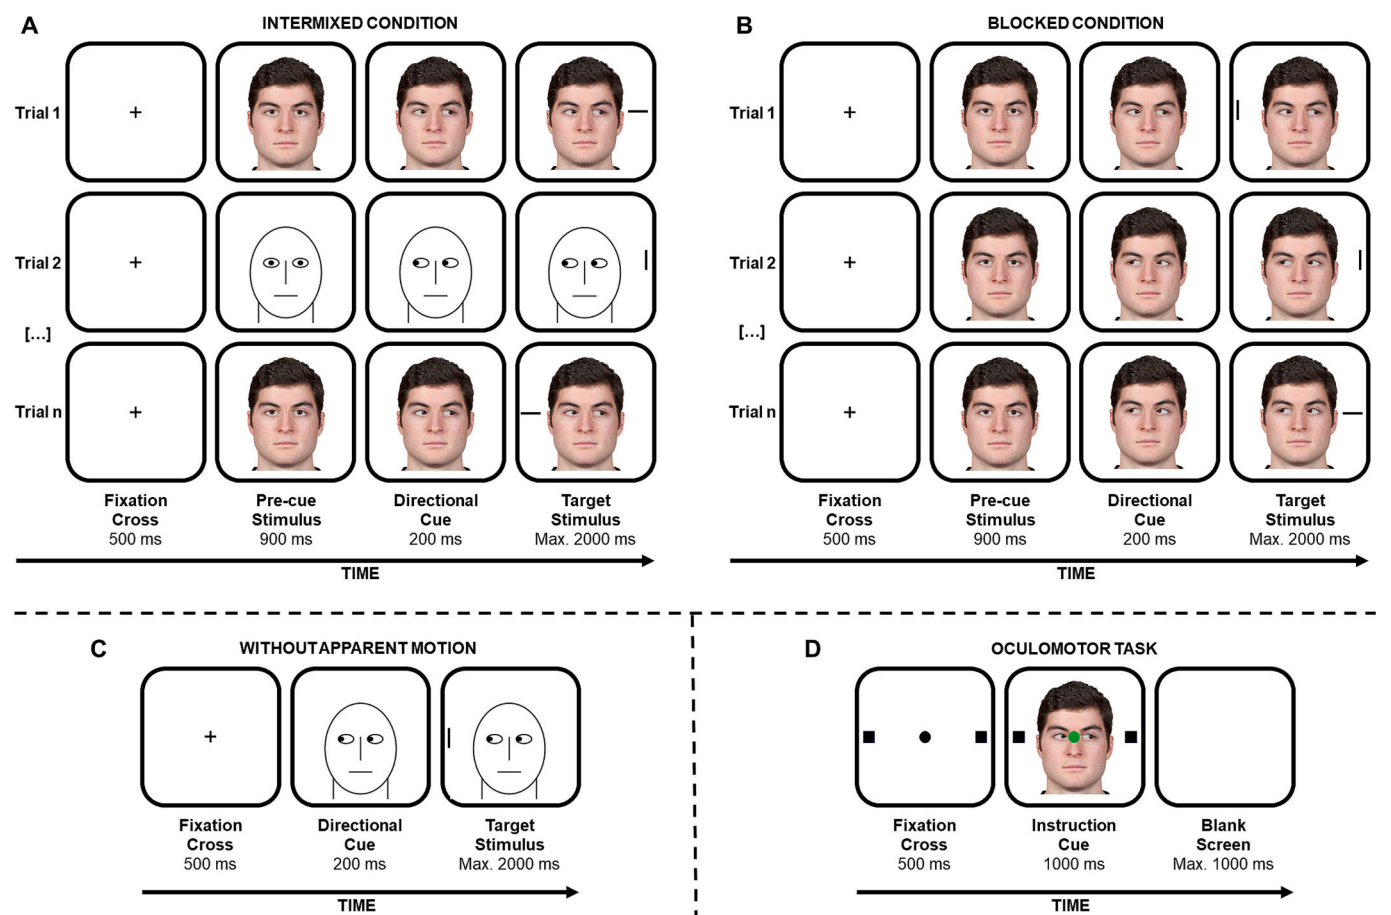 A
INTERMIXED CONDITION
Trial 1
Trial 2
[...]
Trial n
Fixation
Cross
500 ms
Pre-cue
Stimulus
900 ms
Directional
Cue
200 ms
Target
Stimulus
Max. 2000 ms
TIME
B
BLOCKED CONDITION
Trial 1
Trial 2
[...]
Trial n
Fixation
Cross
500 ms
Pre-cue
Stimulus
900 ms
Directional
Cue
200 ms
Target
Stimulus
Max. 2000 ms
TIME
C
WITHOUT APPARENT MOTION
Fixation
Cross
500 ms
Directional
Cue
200 ms
Target
Stimulus
Max. 2000 ms
TIME
D
OCULOMOTOR TASK
Fixation
Cross
500 ms
Instruction
Cue
1000 ms
Blank
Screen
Max. 1000 ms
TIME